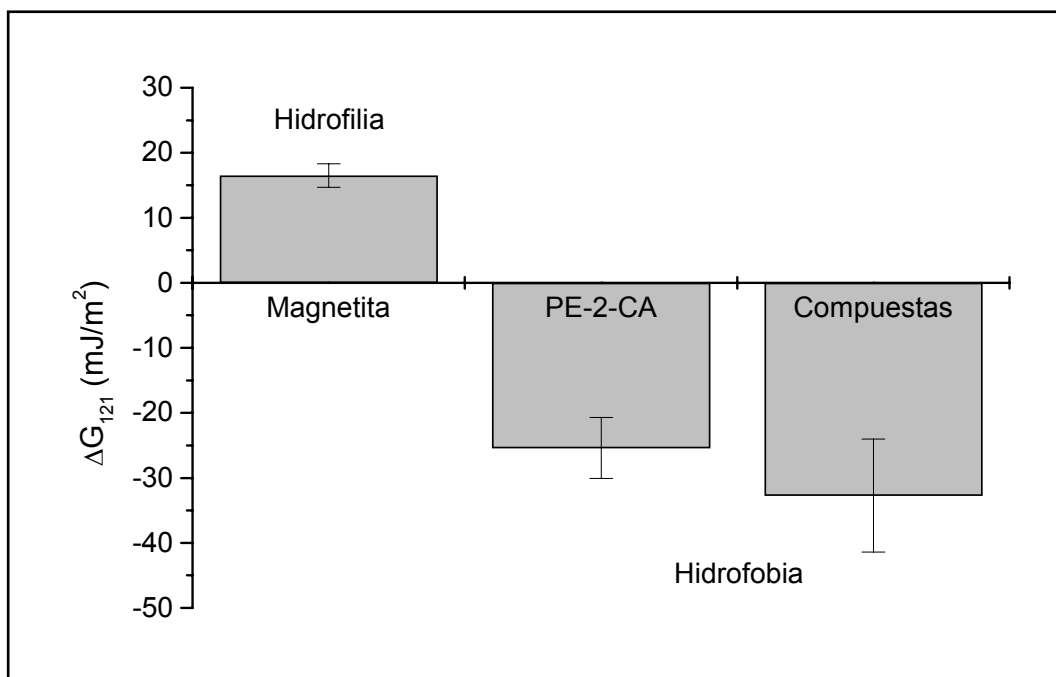 30
Hidrofilia
20
10
0
Magnetita PE-2-CA Compuestas
-10
-20
-30
-40
Hidrofobia
-50
ΔG₁₂₁ (mJ/m²)